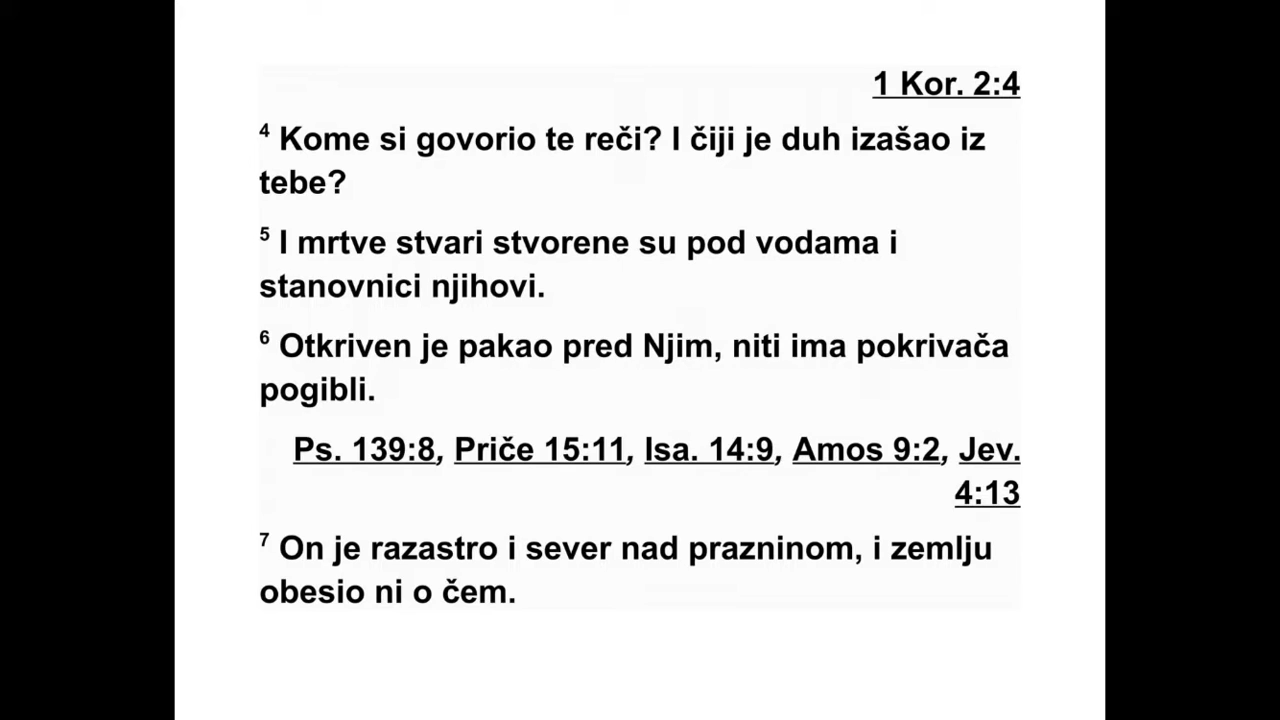 1 Kor. 2:4
4 Kome si govorio te reči? I čiji je duh izašao iz
tebe?
5 I mrtve stvari stvorene su pod vodama i
stanovnici njihovi.
6 Otkriven je pakao pred Njim, niti ima pokrivača
pogibli.
Ps. 139:8, Priče 15:11, Isa. 14:9, Amos 9:2, Jev.
4:13
7 On je razastro i sever nad prazninom, i zemlju
obesio ni o čem.